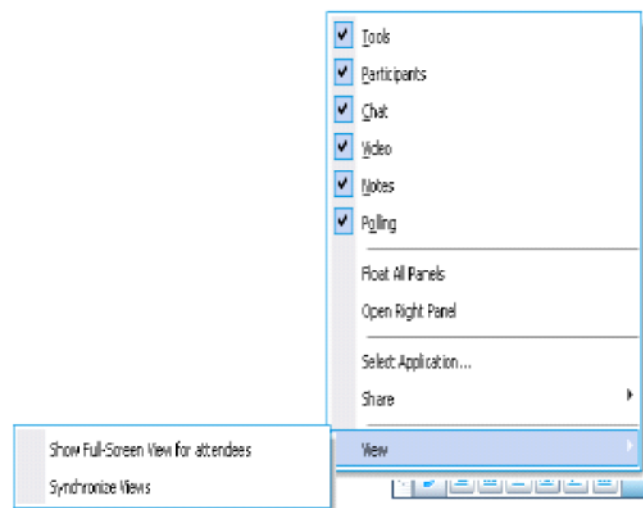 Tools
Participants
Chat
Video
Notes
Polling
Float All Panels
Open Right Panel
Select Application...
Share
View
Show Full-Screen View for attendees
Synchronize Views